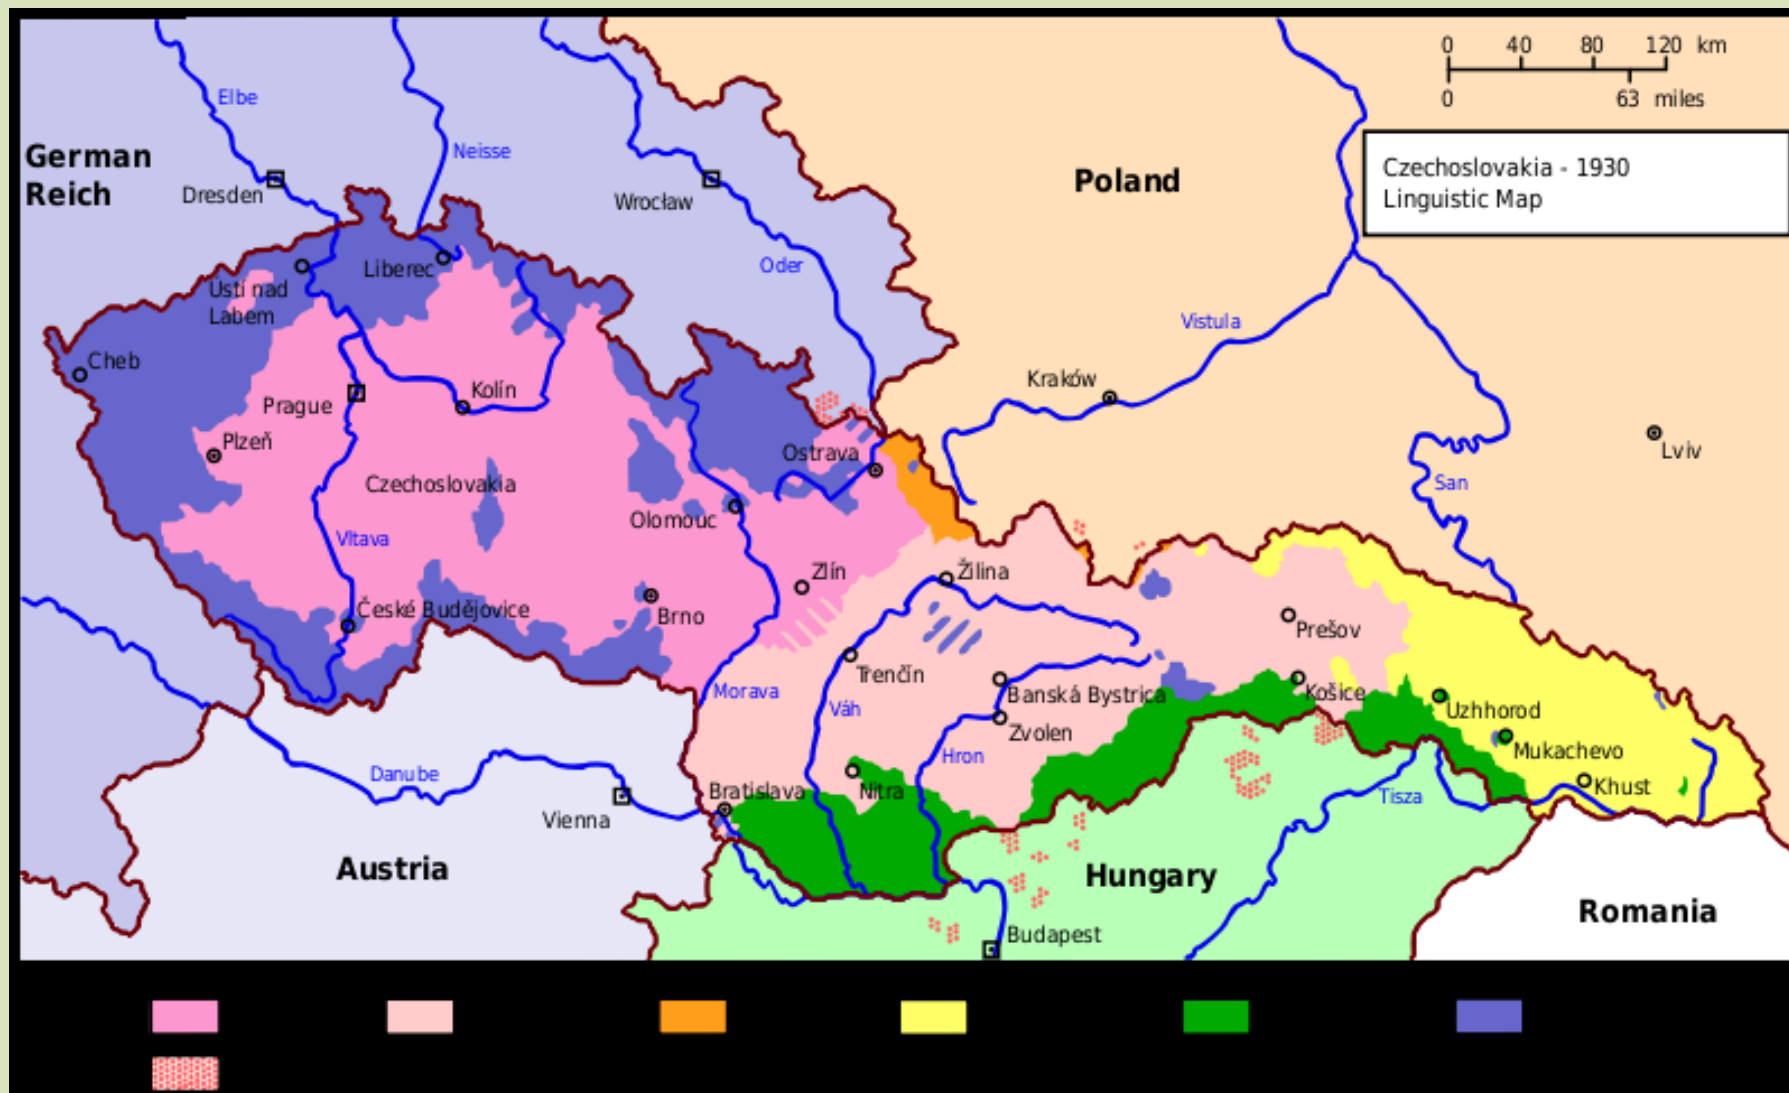 0 40 80 120 km
0 63 miles
Czechoslovakia - 1930
Linguistic Map
Elbe
Neisse
German
Reich
Dresden
Wrocław
Poland
Oder
Liberec
Ústí nad
Labem
Vistula
Cheb
Kraków
Kolín
Prague
Plzeň
Ostrava
Lviv
Czechoslovakia
San
Olomouc
Vltava
Zlín
Žilina
České Budějovice
Brno
Prešov
Trenčín
Morava
Banská Bystrica
Košice
Váh
Uzhhorod
Zvolen
Hron
Mukachevo
Danube
Bratislava
Nitra
Khust
Tisza
Vienna
Austria
Hungary
Romania
Budapest